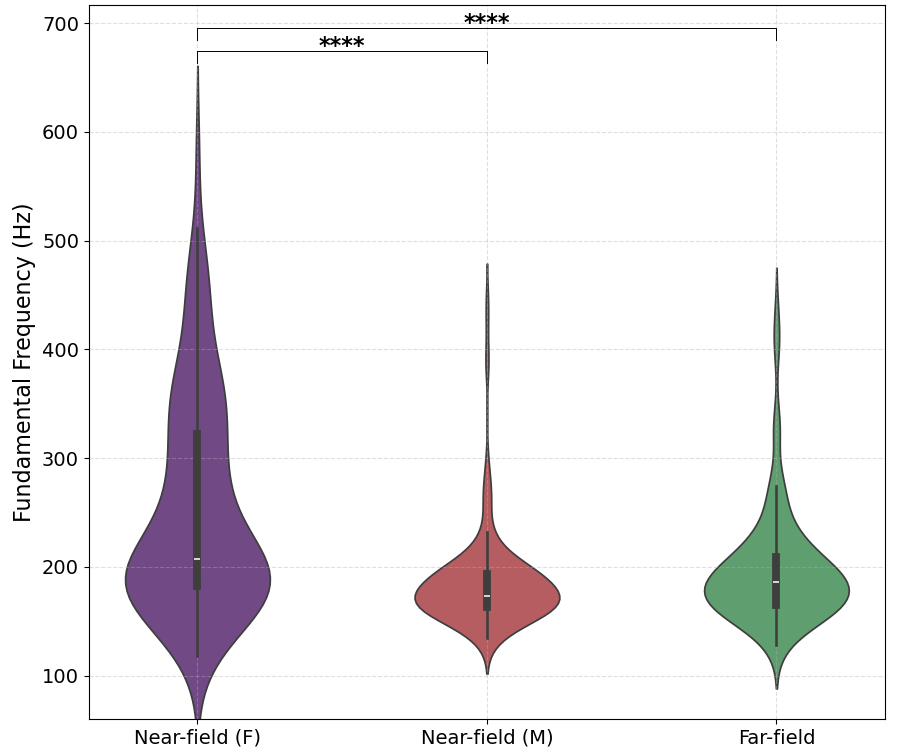 700
600
500
400
300
200
100
Fundamental Frequency (Hz)
****
****
Near-field (F)
Near-field (M)
Far-field